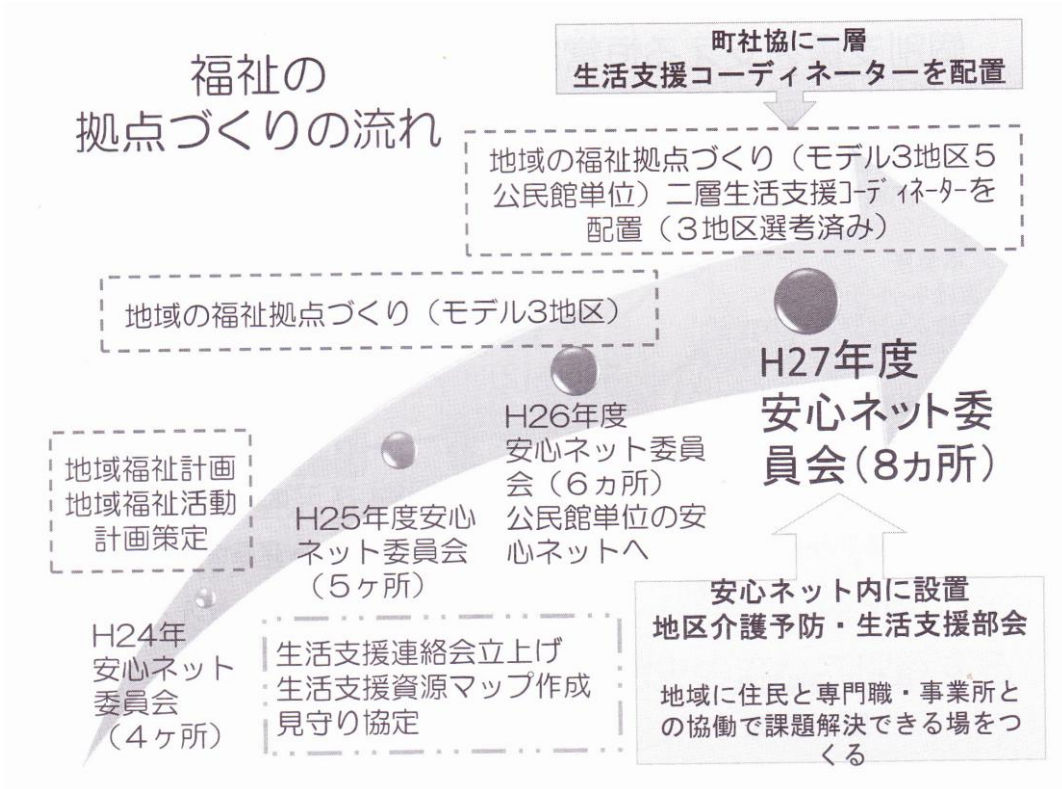 福祉の
拠点づくりの流れ
町社協に一層
生活支援コーディネーターを配置
地域の福祉拠点づくり（モデル3地区５
公民館単位）二層生活支援ｺｰﾃﾞｨﾈｰﾀｰを
配置（３地区選考済み）
地域の福祉拠点づくり（モデル3地区）
地域福祉計画
地域福祉活動
計画策定
H24年
安心ネット
委員会
（４ヶ所）
H25年度安心
ネット委員会
（５ヶ所）
H26年度
安心ネット委員
会（６ヵ所）
公民館単位の安
心ネットへ
H27年度
安心ネット委
員会（8ヵ所）
生活支援連絡会立上げ
生活支援資源マップ作成
見守り協定
安心ネット内に設置
地区介護予防・生活支援部会
地域に住民と専門職・事業所と
の協働で課題解決できる場をつ
くる